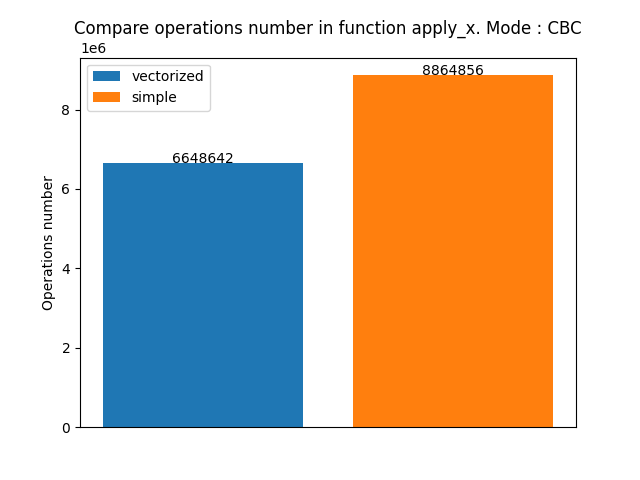 Compare operations number in function apply_x. Mode : CBC
1e6
vectorized
simple
8864856
6648642
Operations number
8
6
4
2
0